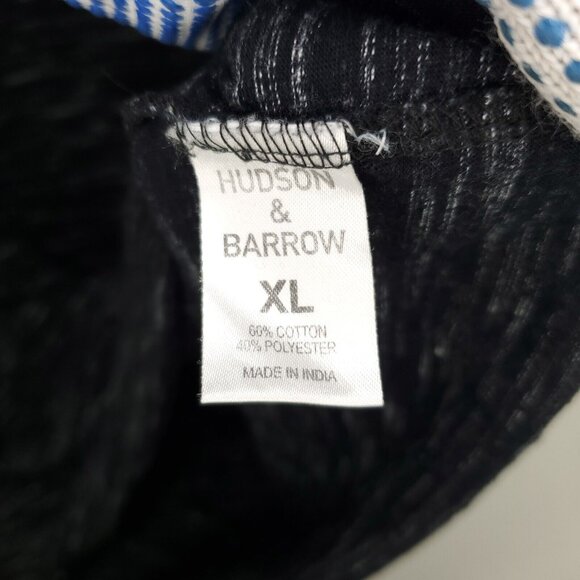 HUDSON
&
BARROW
XL
60% COTTON
40% POLYESTER
MADE IN INDIA